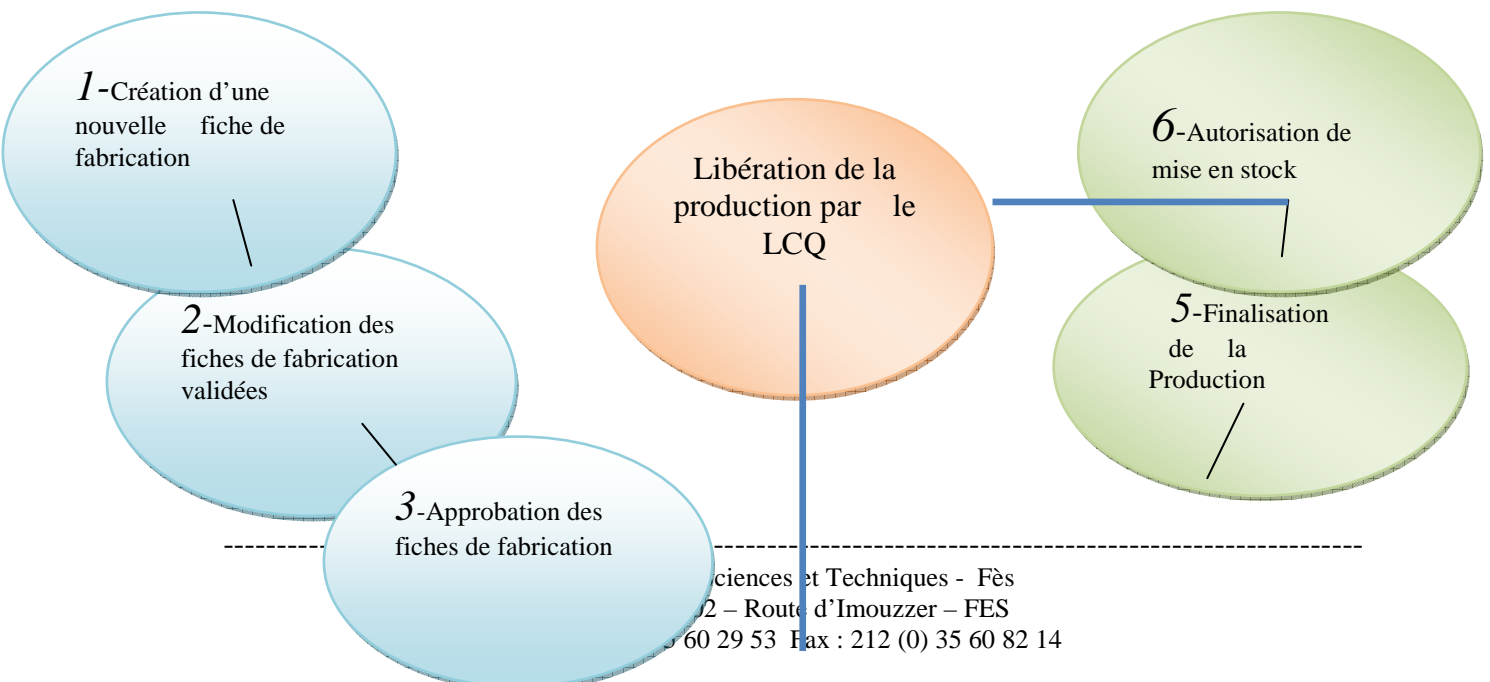 1-Création d’une
nouvelle fiche de
fabrication
2-Modification des
fiches de fabrication
validées
3-Approbation des
fiches de fabrication
Libération de la
production par le
LCQ
6-Autorisation de
mise en stock
5-Finalisation
de la
Production
ciences et Techniques - Fès
02 – Route d’Imouzzer – FES
60 29 53 Fax : 212 (0) 35 60 82 14